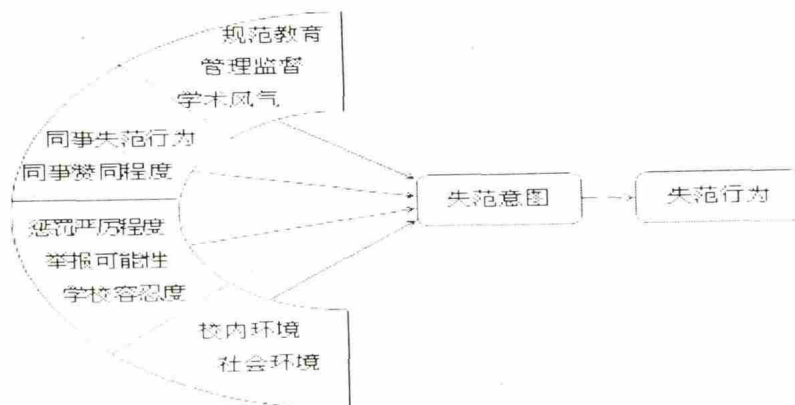 规范教育
管理监督
学术风气
同事失范行为
同事赞同程度
惩罚严厉程度
举报可能性
学校容忍度
校内环境
社会环境
失范意图
失范行为